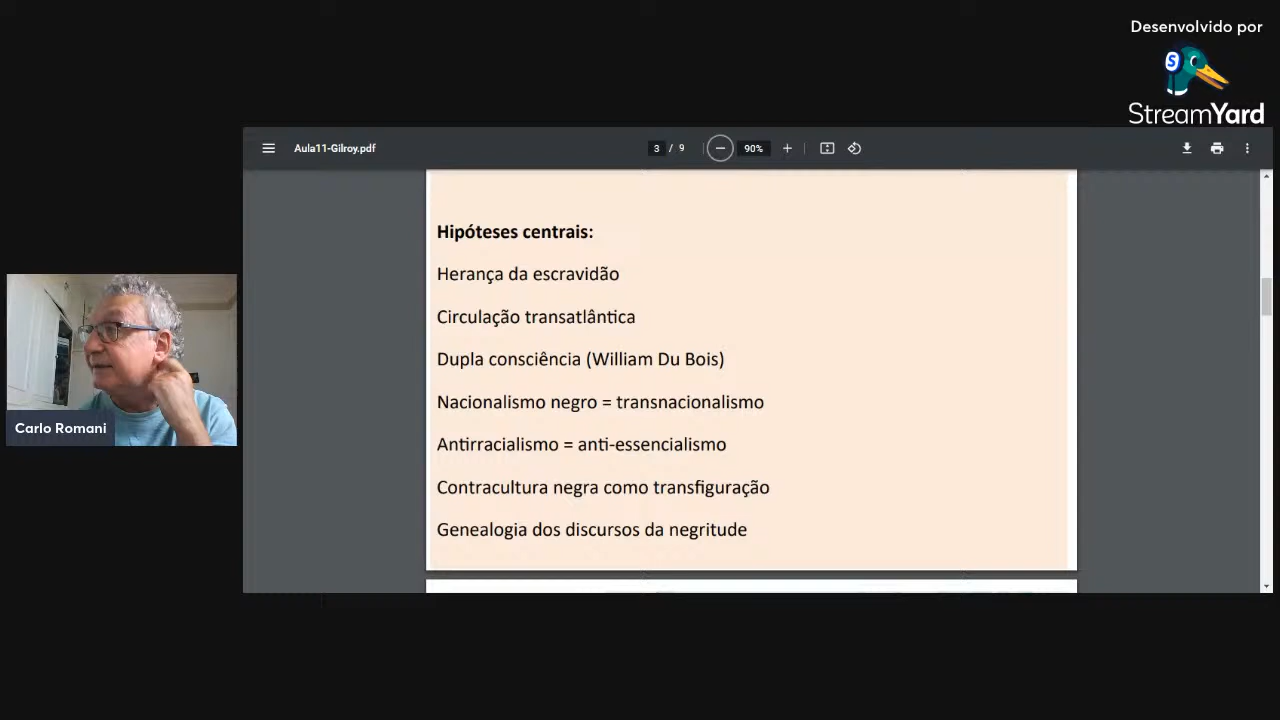 Desenvolvido por
S
StreamYard
Aula11-Gilroy.pdf
3 / 9
90%
Hipóteses centrais:
Herança da escravidão
Circulação transatlântica
Dupla consciência (William Du Bois)
Nacionalismo negro = transnacionalismo
Antirracialismo = anti-essencialismo
Contracultura negra como transfiguração
Genealogia dos discursos da negritude
Carlo Romani